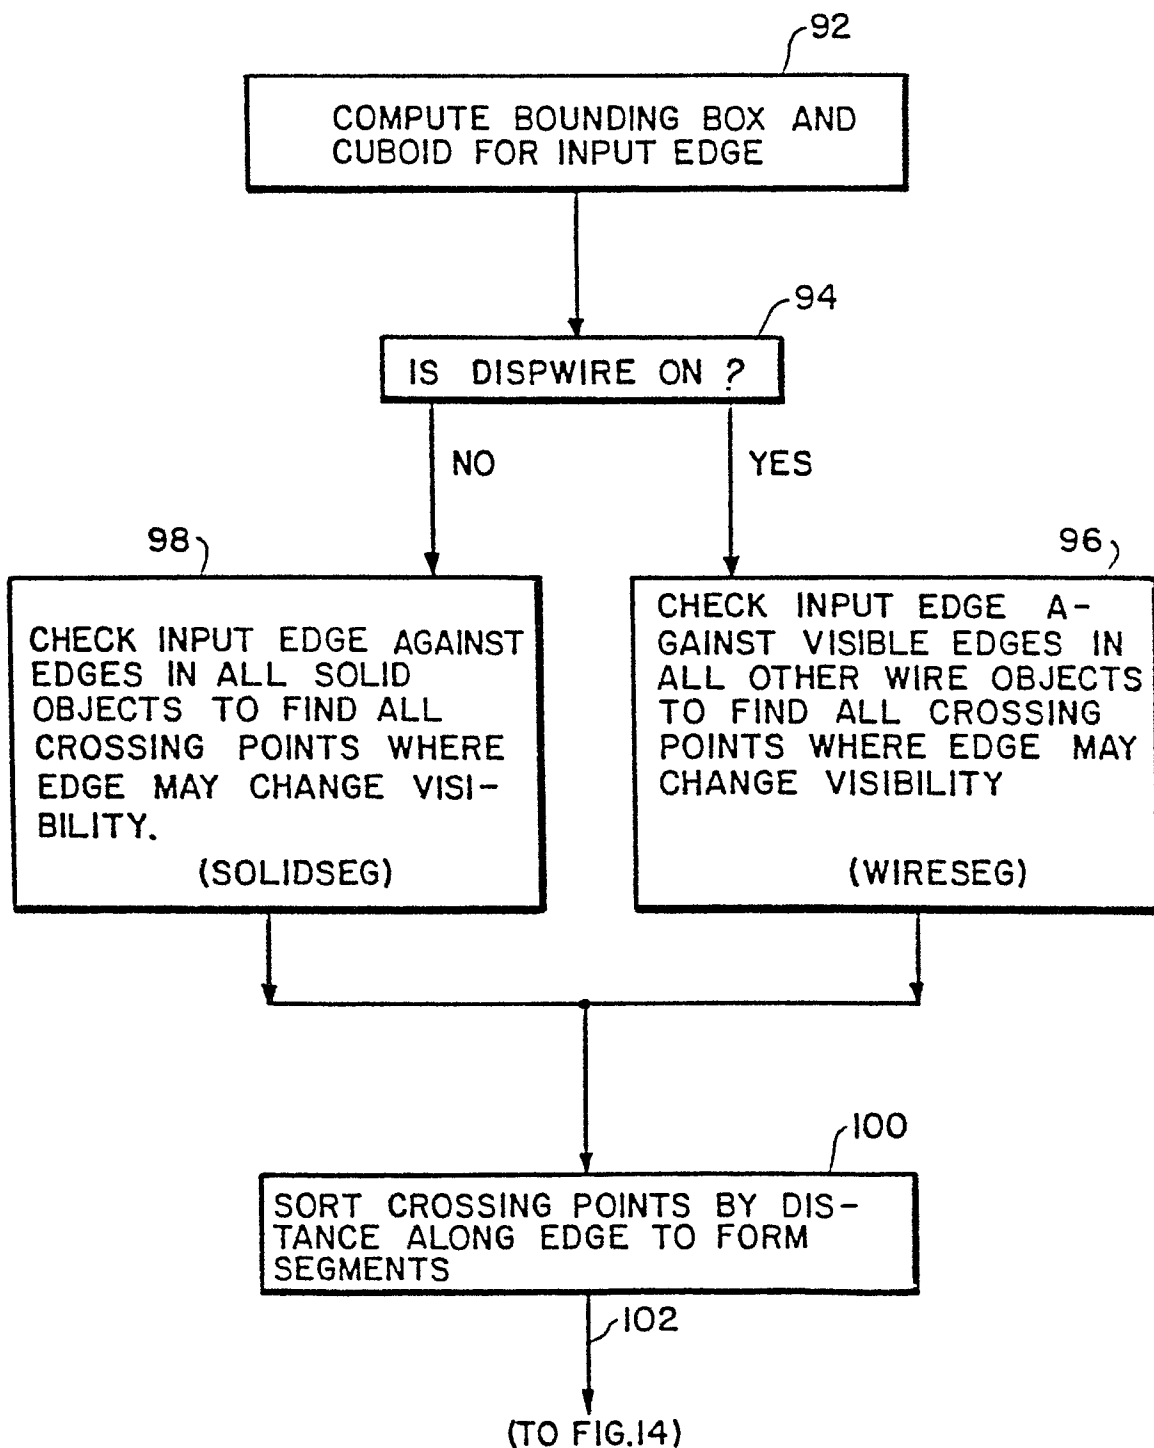 92
COMPUTE BOUNDING BOX AND
CUBOID FOR INPUT EDGE
94
IS DISPWIRE ON ?
NO
YES
98
CHECK INPUT EDGE AGAINST
EDGES IN ALL SOLID
OBJECTS TO FIND ALL
CROSSING POINTS WHERE
EDGE MAY CHANGE VISI-
BILITY.
(SOLIDSEG)
96
CHECK INPUT EDGE A-
GAINST VISIBLE EDGES IN
ALL OTHER WIRE OBJECTS
TO FIND ALL CROSSING
POINTS WHERE EDGE MAY
CHANGE VISIBILITY
(WIRESEG)
100
SORT CROSSING POINTS BY DIS-
TANCE ALONG EDGE TO FORM
SEGMENTS
102
(TO FIG.14)